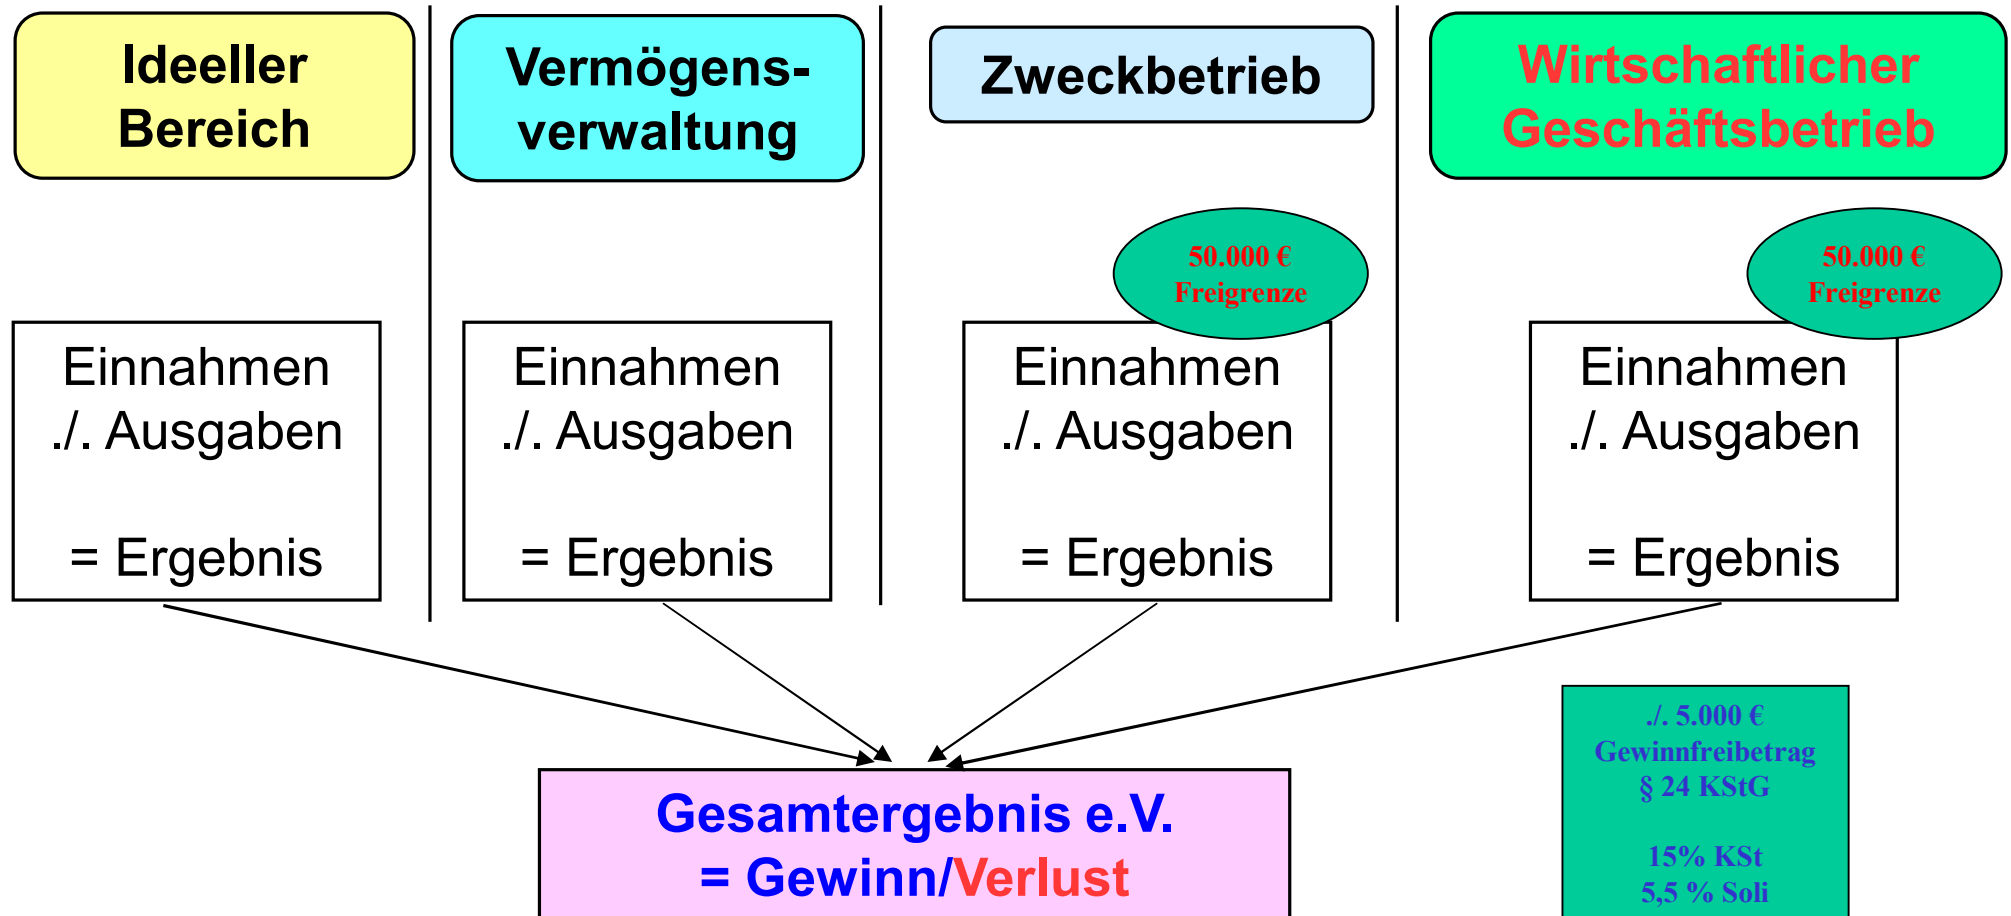 Ideeller
Bereich
Vermögens-
verwaltung
Zweckbetrieb
Wirtschaftlicher
Geschäftsbetrieb
50.000 €
Freigrenze
50.000 €
Freigrenze
Einnahmen
./. Ausgaben
= Ergebnis
Einnahmen
./. Ausgaben
= Ergebnis
Einnahmen
./. Ausgaben
= Ergebnis
Einnahmen
./. Ausgaben
= Ergebnis
Gesamtergebnis e.V.
= Gewinn/Verlust
./. 5.000 €
Gewinnfreibetrag
§ 24 KStG
15% KSt
5,5 % Soli